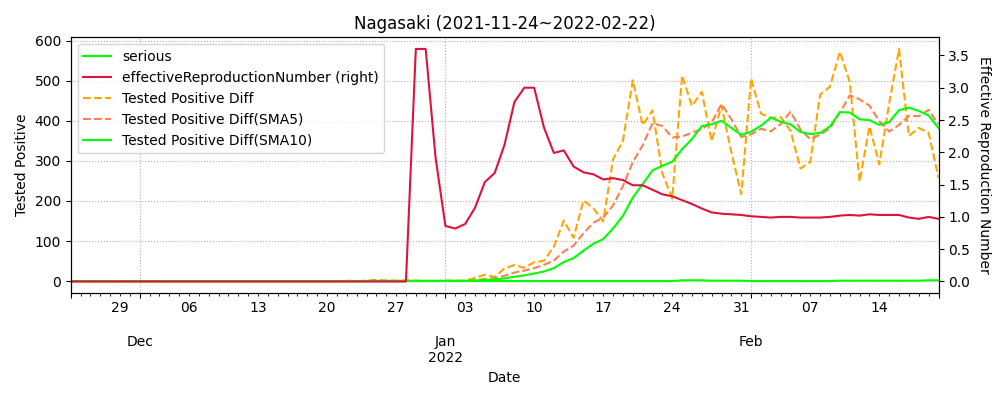 Nagasaki (2021-11-24~2022-02-22)
serious
effectiveReproductionNumber (right)
Tested Positive Diff
Tested Positive Diff(SMA5)
Tested Positive Diff(SMA10)
Tested Positive
600
500
400
300
200
100
0
3.5
3.0
2.5
2.0
1.5
1.0
0.5
0.0
Effective Reproduction Number
29 06 13 20 27 03 10 17 24 31 07 14
Dec Jan Feb
2022
Date